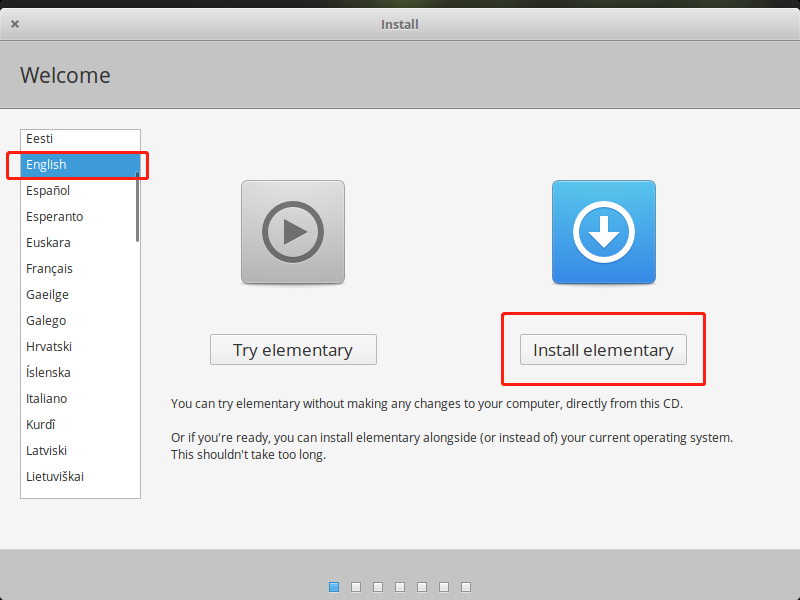 Install
Welcome
Eesti
English
Español
Esperanto
Euskara
Français
Gaeilge
Galego
Hrvatski
Íslenska
Italiano
Kurdî
Latviski
Lietuviškai
Try elementary
Install elementary
You can try elementary without making any changes to your computer, directly from this CD.
Or if you're ready, you can install elementary alongside (or instead of) your current operating system.
This shouldn't take too long.